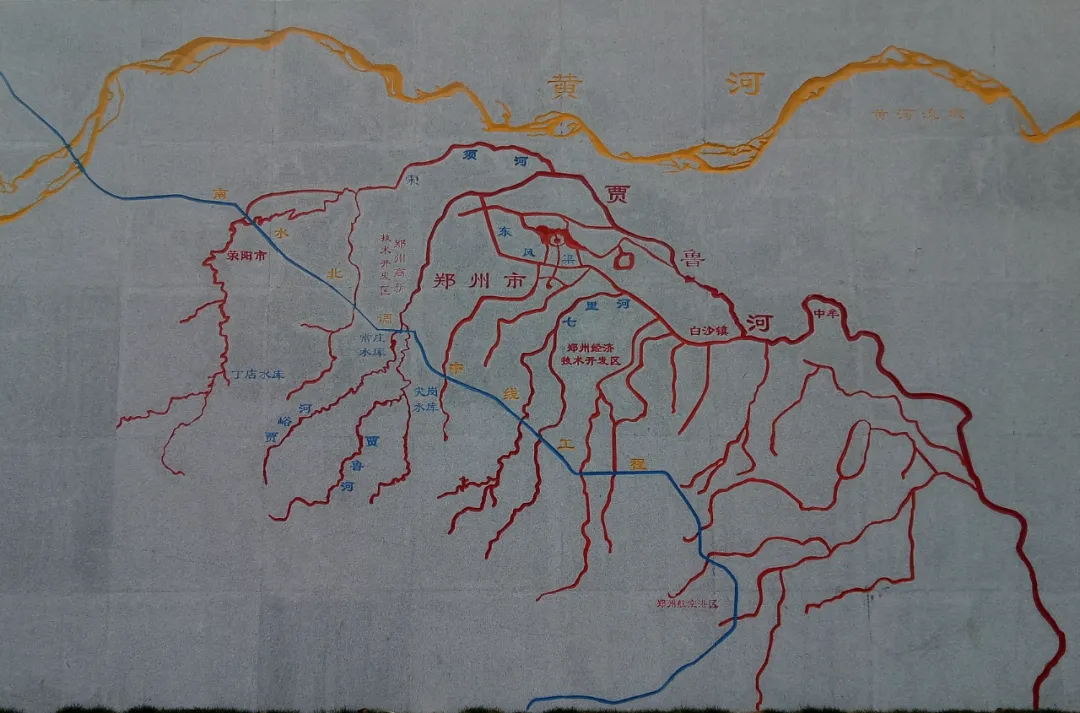 黄河
黄河流域
索须河
贾鲁河
南水北调中线工程
东风渠
荥阳市
郑州高新
技术开发区
郑州市
七里河
白沙镇
中牟
郑州经济
技术开发区
常庄
水库
丁店水库
尖岗
水库
贾峪河
贾鲁河
郑州航空港区